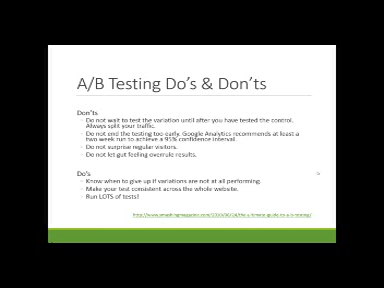 A/B Testing Do's & Don'ts
Don'ts
Do not wait to test the variation until after you have tested the control.
Always split your traffic.
Do not end the testing too early. Google Analytics recommends at least a
two week run to achieve a 95% confidence interval.
Do not surprise regular visitors.
Do not let gut feeling overrule results.
Do's
Know when to give up if variations are not at all performing.
Make your test consistent across the whole website.
Run LOTS of tests!